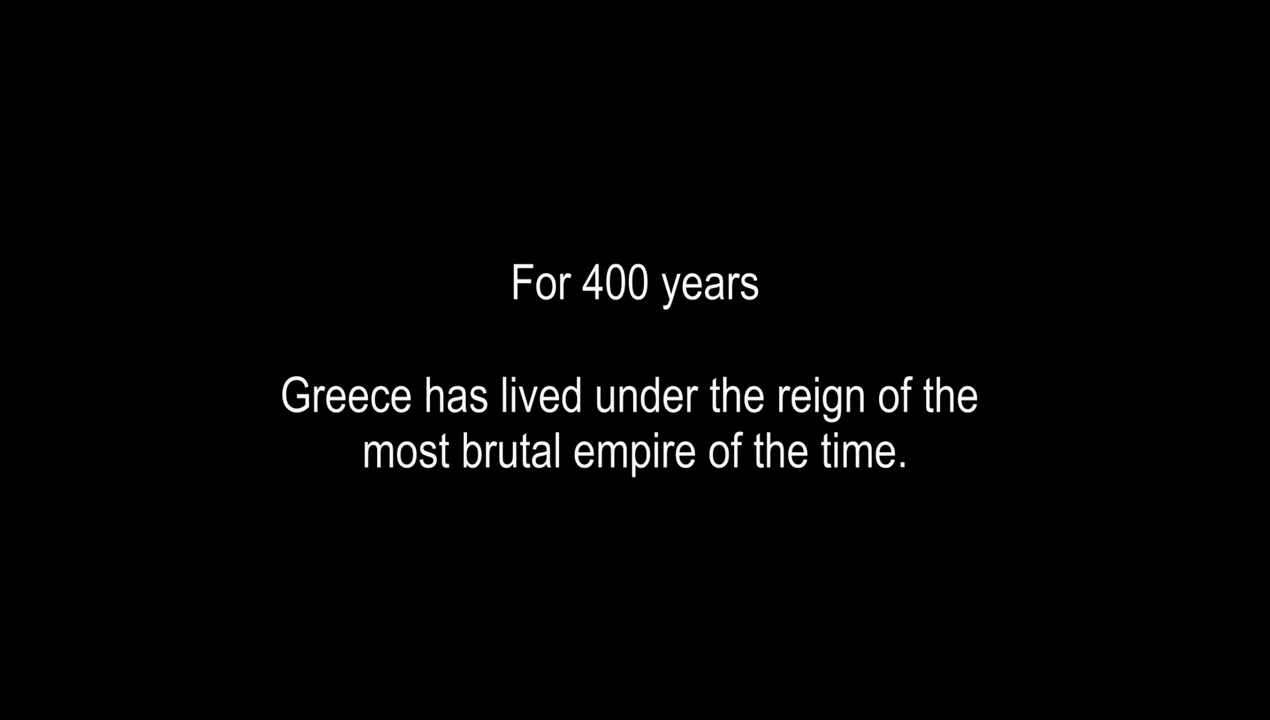 For 400 years
Greece has lived under the reign of the
most brutal empire of the time.